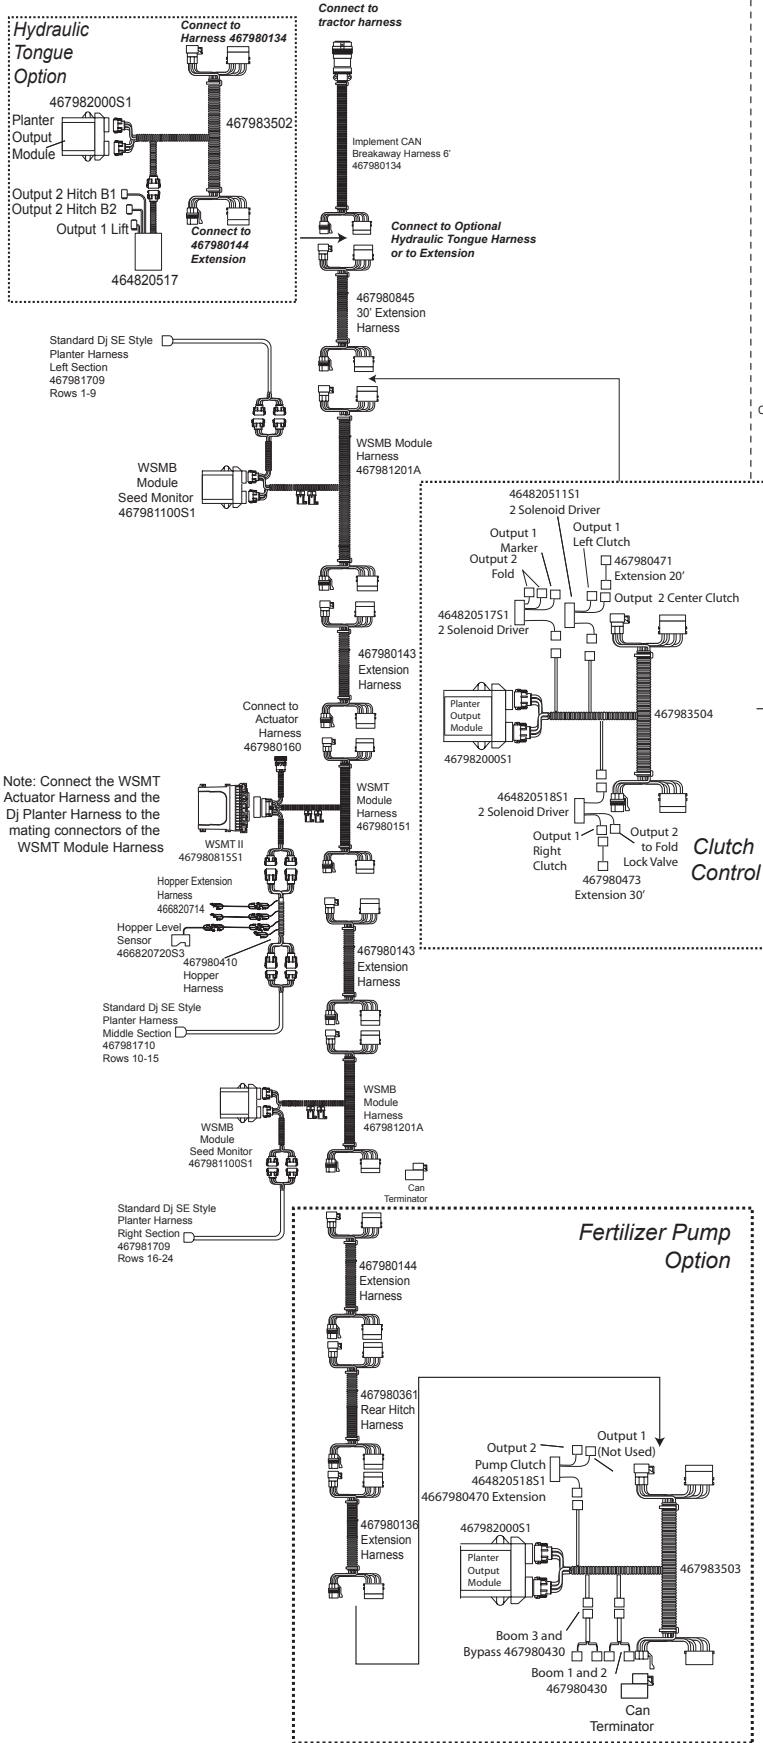 Hydraulic
Tongue
Option
Connect to
Harness 467980134
467982000S1
Planter
Output
Module
467983502
Output 2 Hitch B1
Output 2 Hitch B2
Output 1 Lift
Connect to
467980144
Extension
464820517
Connect to
tractor harness
Implement CAN
Breakaway Harness 6'
467980134
Connect to Optional
Hydraulic Tongue Harness
or to Extension
467980845
30' Extension
Harness
Standard Dj SE Style
Planter Harness
Left Section
467981709
Rows 1-9
WSMB
Module
Seed Monitor
467981100S1
WSMB Module
Harness
467981201A
467980143
Extension
Harness
Connect to
Actuator
Harness
467980160
Note: Connect the WSMT
Actuator Harness and the
Dj Planter Harness to the
mating connectors of the
WSMT Module Harness
WSMT
Module
Harness
467980151
WSMT II
467980815S1
Hopper Extension
Harness
466820714
Hopper Level
Sensor
466820720S3
467980410
Hopper
Harness
467980143
Extension
Harness
Standard Dj SE Style
Planter Harness
Middle Section
467981710
Rows 10-15
WSMB
Module
Seed Monitor
467981100S1
WSMB
Module
Harness
467981201A
Can
Terminator
Standard Dj SE Style
Planter Harness
Right Section
467981709
Rows 16-24
464820511S1
2 Solenoid Driver
Output 1
Marker
Output 1
Left Clutch
Output 2
Fold
467980471
Extension 20'
Output 2 Center Clutch
464820517S1
2 Solenoid Driver
Planter
Output
Module
467982000S1
467983504
464820518S1
2 Solenoid Driver
Output 1
Right
Clutch
Output 2
to Fold
Lock Valve
467980473
Extension 30'
Clutch
Control
Fertilizer Pump
Option
467980144
Extension
Harness
467980361
Rear Hitch
Harness
467980136
Extension
Harness
Output 2
Pump Clutch
464820518S1
4667980470 Extension
Output 1
(Not Used)
467982000S1
Planter
Output
Module
467983503
Boom 3 and
Bypass 467980430
Boom 1 and 2
467980430
Can
Terminator